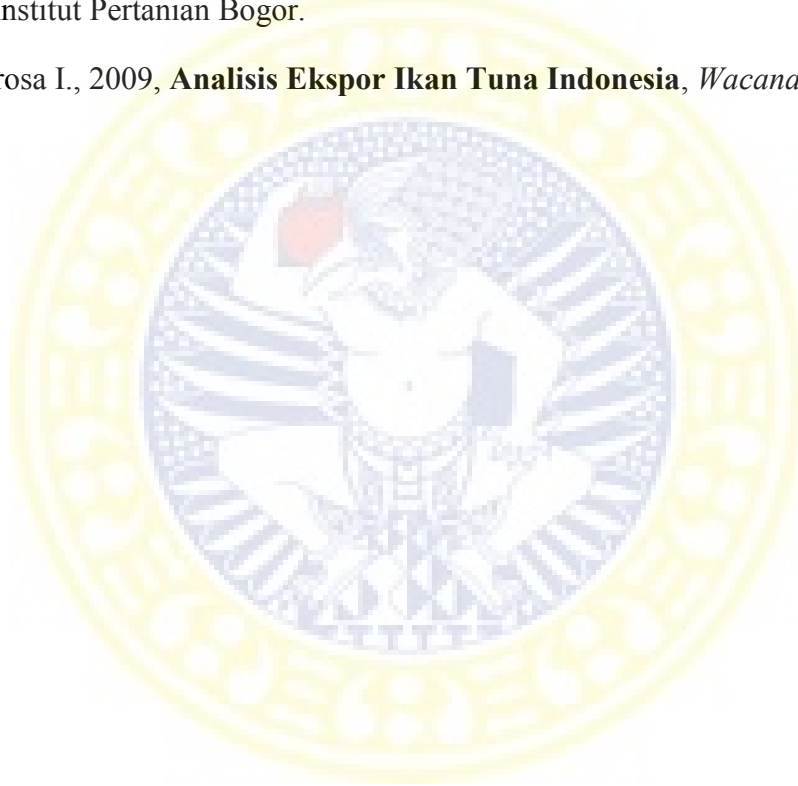 nstitut Pertanian Bogor.
rosa I., 2009, Analisis Ekspor Ikan Tuna Indonesia, Wacana